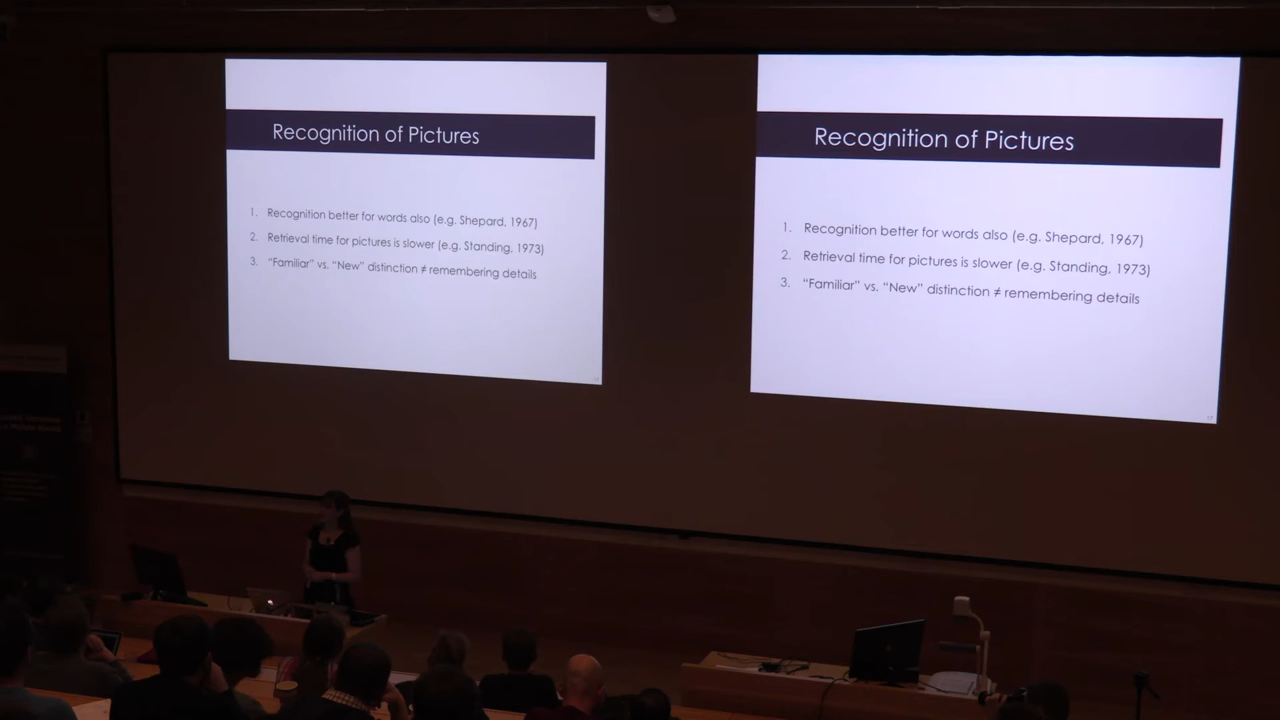 Recognition of Pictures
1. Recognition better for words also (e.g. Shepard, 1967)
2. Retrieval time for pictures is slower (e.g. Standing, 1973)
3. “Familiar” vs. “New” distinction ≠ remembering details
Recognition of Pictures
1. Recognition better for words also (e.g. Shepard, 1967)
2. Retrieval time for pictures is slower (e.g. Standing, 1973)
3. “Familiar” vs. “New” distinction ≠ remembering details